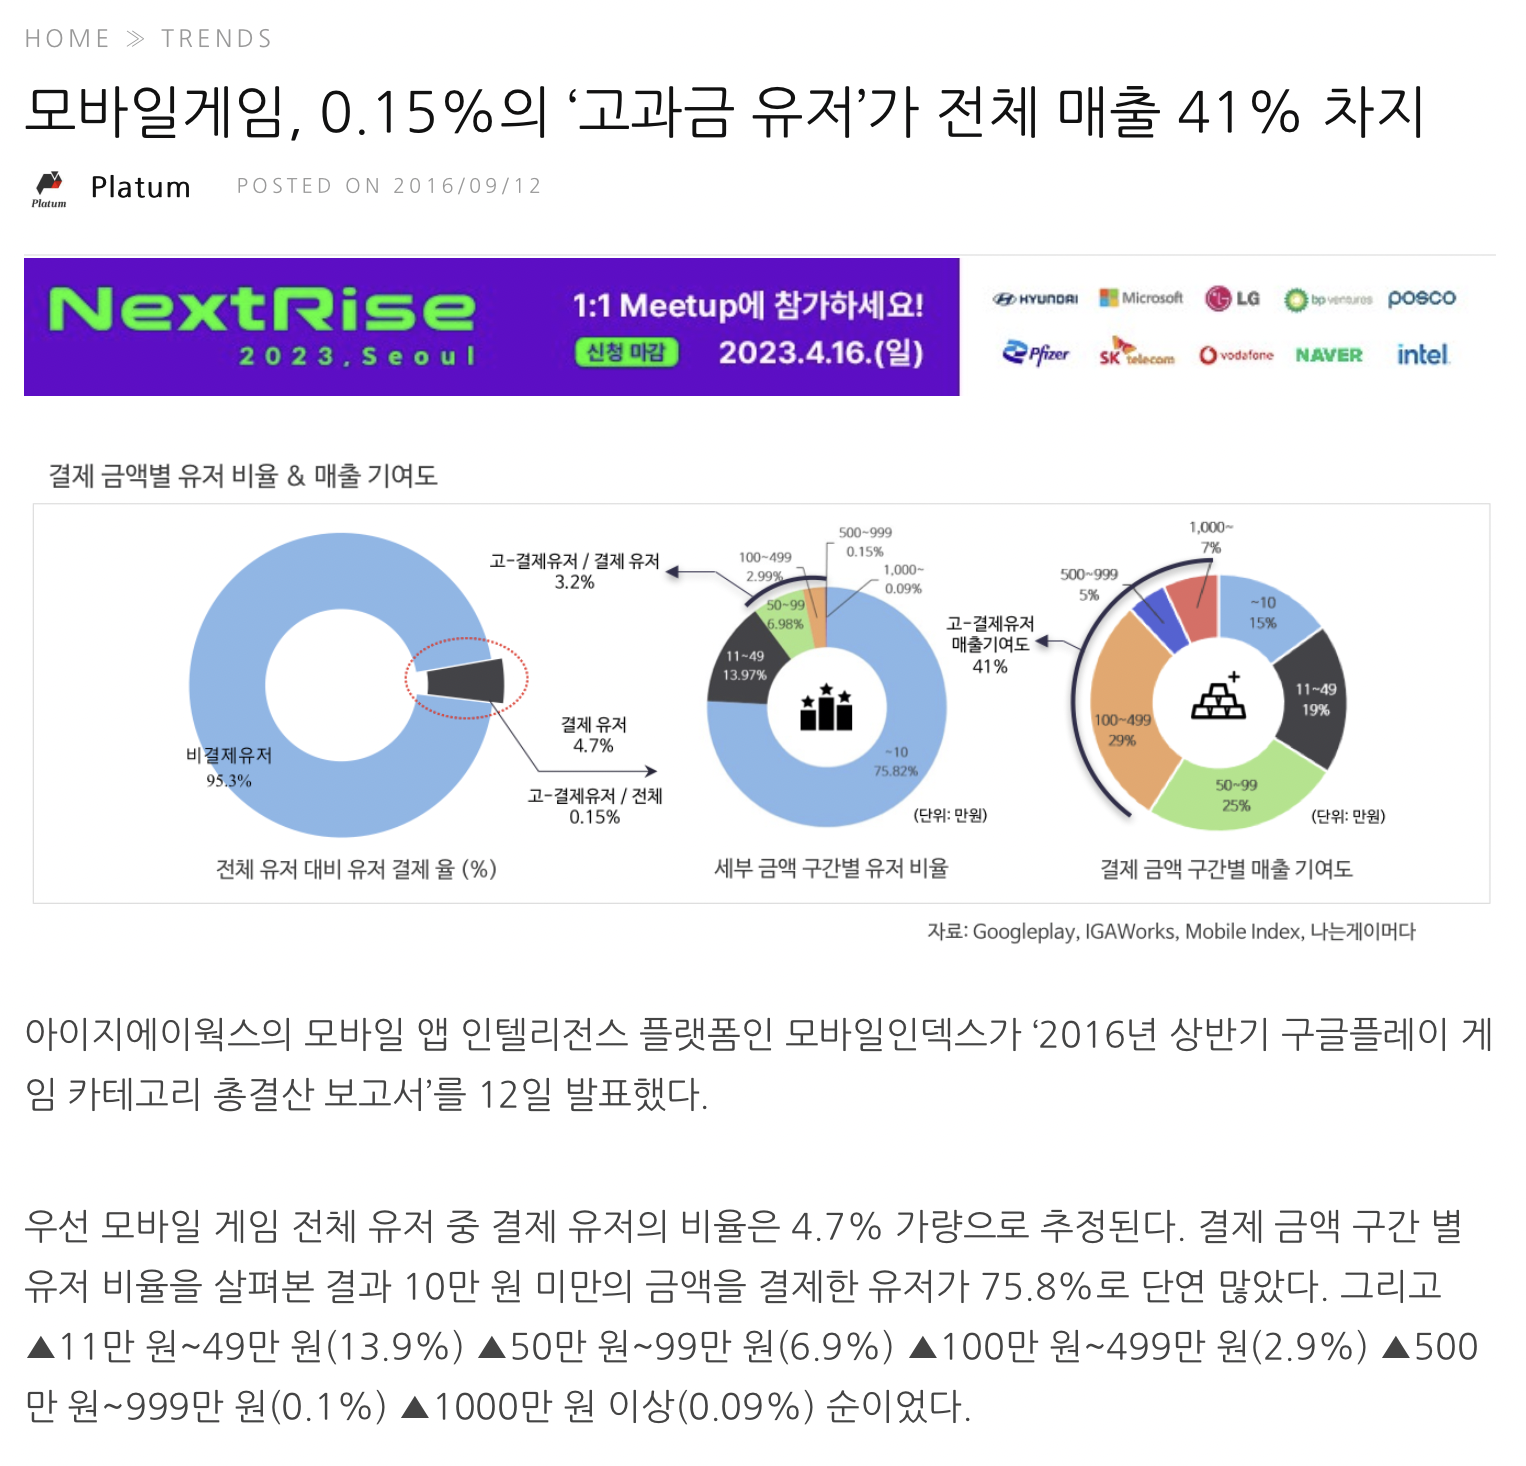 HOME ≫ TRENDS
모바일게임, 0.15%의 ‘고과금 유저’가 전체 매출 41% 차지
Platum
Platum
POSTED ON 2016/09/12
NextRise
2023, Seoul
1:1 Meetup에 참가하세요!
신청 마감 2023.4.16.(일)
HYUNDAI Microsoft LG bp ventures posco
Pfizer SK telecom vodafone NAVER intel
결제 금액별 유저 비율 & 매출 기여도
비결제유저
95.3%
고-결제유저 / 결제 유저
3.2%
결제 유저
4.7%
고-결제유저 / 전체
0.15%
전체 유저 대비 유저 결제 율 (%)
500~999
0.15%
100~499
2.99%
1,000~
0.09%
50~99
6.98%
11~49
13.97%
~10
75.82%
(단위: 만원)
세부 금액 구간별 유저 비율
1,000~
7%
500~999
5%
~10
15%
고-결제유저
매출기여도
41%
11~49
19%
100~499
29%
50~99
25%
(단위: 만원)
결제 금액 구간별 매출 기여도
자료: Googleplay, IGAWorks, Mobile Index, 나는게이머다
아이지에이웍스의 모바일 앱 인텔리전스 플랫폼인 모바일인덱스가 ‘2016년 상반기 구글플레이 게
임 카테고리 총결산 보고서’를 12일 발표했다.
우선 모바일 게임 전체 유저 중 결제 유저의 비율은 4.7% 가량으로 추정된다. 결제 금액 구간 별
유저 비율을 살펴본 결과 10만 원 미만의 금액을 결제한 유저가 75.8%로 단연 많았다. 그리고
▲11만 원~49만 원(13.9%) ▲50만 원~99만 원(6.9%) ▲100만 원~499만 원(2.9%) ▲500
만 원~999만 원(0.1%) ▲1000만 원 이상(0.09%) 순이었다.